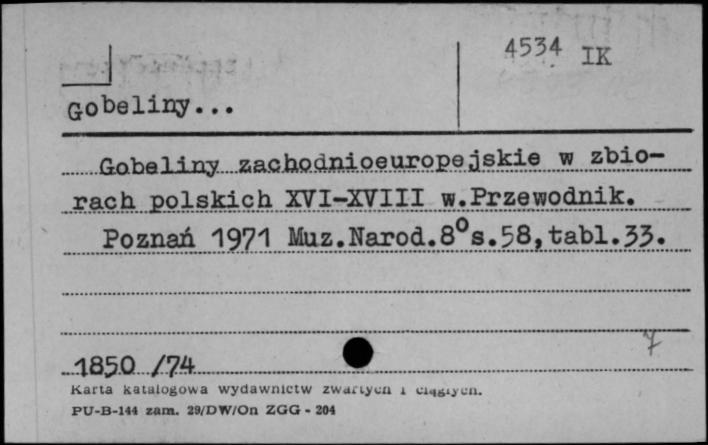 4534 IK
Gobeliny...
Gobeliny zachodnioeuropejskie w zbio-
rach polskich XVI-XVIII w.Przewodnik.
Poznań 1971 Muz.Narod.8°s.58,tabl.33.
7
1850 /74
Karta katalogowa wydawnictw zwartych i ciągłych.
PU-B-144 zam. 29/DW/On ZGG - 204